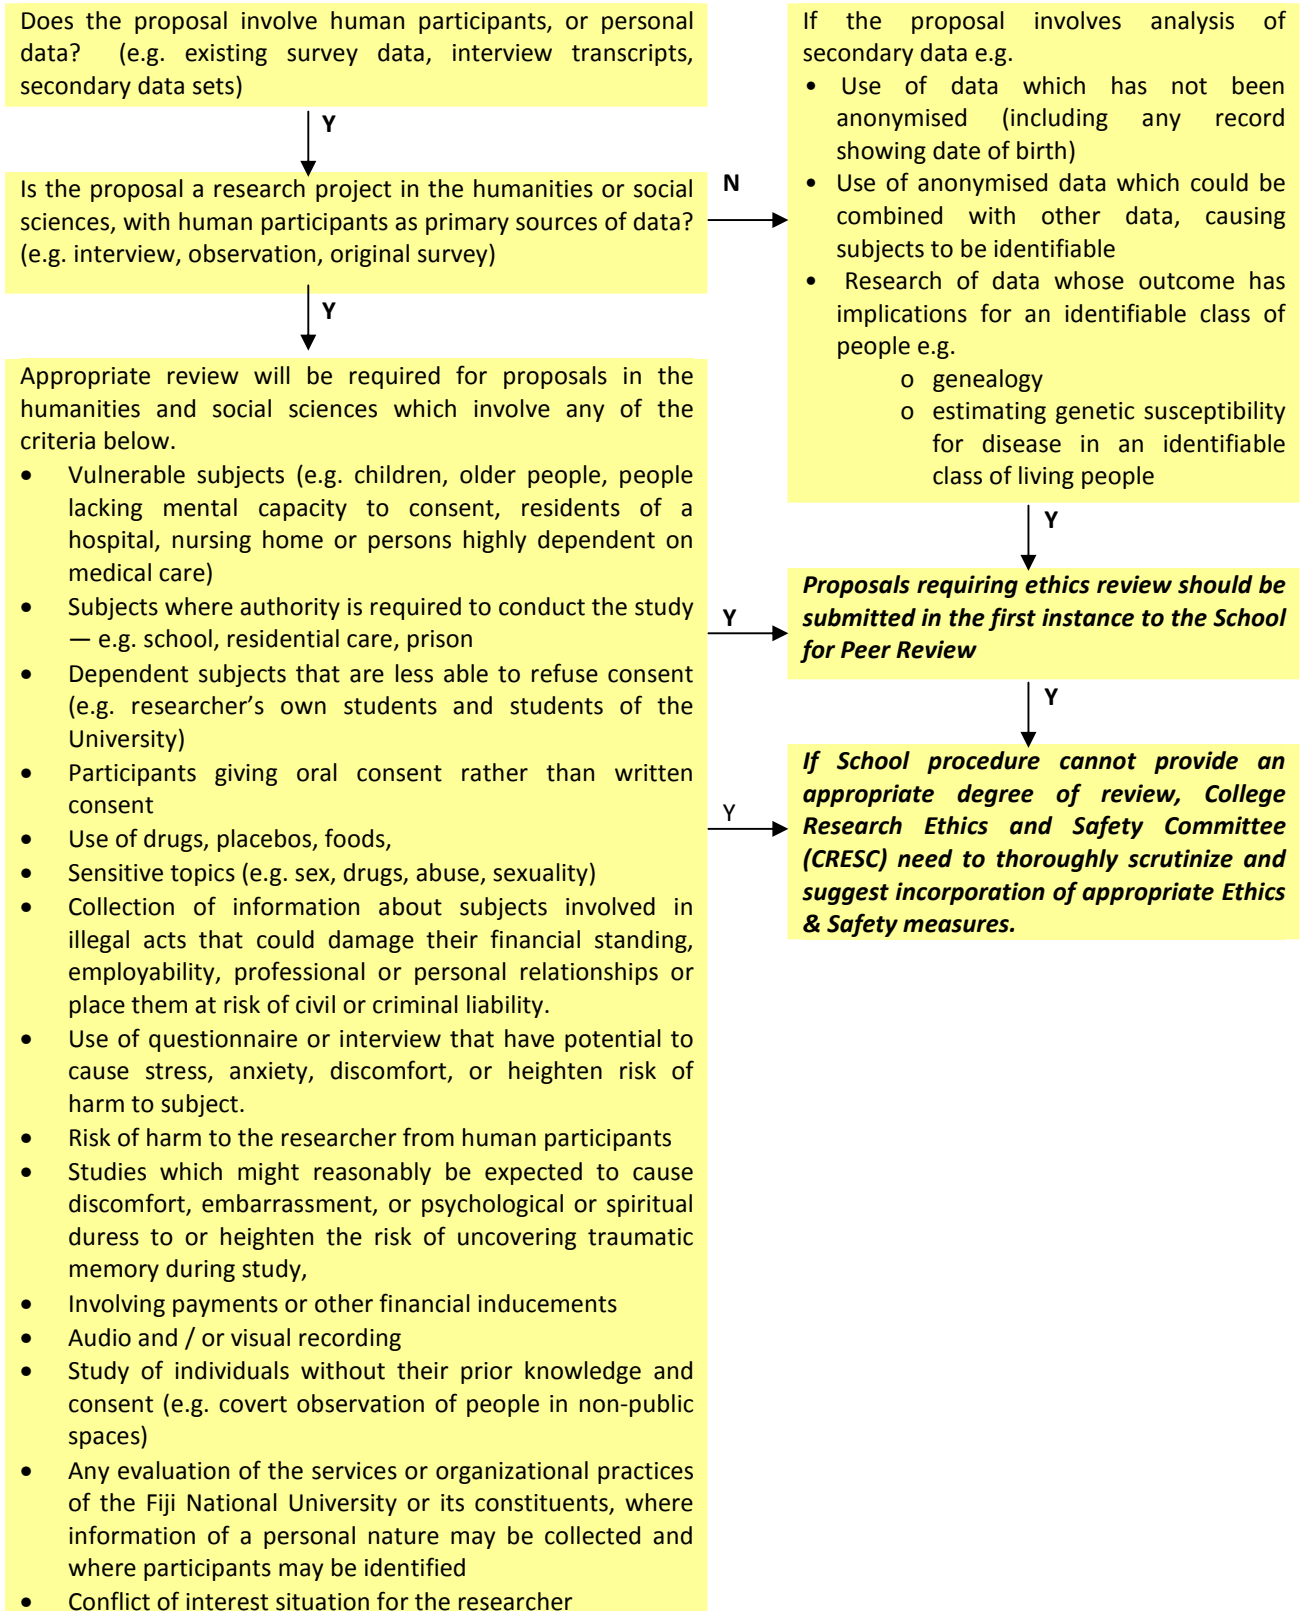 Does the proposal involve human participants, or personal
data? (e.g. existing survey data, interview transcripts,
secondary data sets)
Y
Is the proposal a research project in the humanities or social
sciences, with human participants as primary sources of data?
(e.g. interview, observation, original survey)
N
Y
Appropriate review will be required for proposals in the
humanities and social sciences which involve any of the
criteria below.
• Vulnerable subjects (e.g. children, older people, people
lacking mental capacity to consent, residents of a
hospital, nursing home or persons highly dependent on
medical care)
• Subjects where authority is required to conduct the study
— e.g. school, residential care, prison
• Dependent subjects that are less able to refuse consent
(e.g. researcher’s own students and students of the
University)
• Participants giving oral consent rather than written
consent
• Use of drugs, placebos, foods,
• Sensitive topics (e.g. sex, drugs, abuse, sexuality)
• Collection of information about subjects involved in
illegal acts that could damage their financial standing,
employability, professional or personal relationships or
place them at risk of civil or criminal liability.
• Use of questionnaire or interview that have potential to
cause stress, anxiety, discomfort, or heighten risk of
harm to subject.
• Risk of harm to the researcher from human participants
• Studies which might reasonably be expected to cause
discomfort, embarrassment, or psychological or spiritual
duress to or heighten the risk of uncovering traumatic
memory during study,
• Involving payments or other financial inducements
• Audio and / or visual recording
• Study of individuals without their prior knowledge and
consent (e.g. covert observation of people in non-public
spaces)
• Any evaluation of the services or organizational practices
of the Fiji National University or its constituents, where
information of a personal nature may be collected and
where participants may be identified
• Conflict of interest situation for the researcher
Y
Y
If the proposal involves analysis of
secondary data e.g.
• Use of data which has not been
anonymised (including any record
showing date of birth)
• Use of anonymised data which could be
combined with other data, causing
subjects to be identifiable
• Research of data whose outcome has
implications for an identifiable class of
people e.g.
o genealogy
o estimating genetic susceptibility
for disease in an identifiable
class of living people
Y
Proposals requiring ethics review should be
submitted in the first instance to the School
for Peer Review
Y
If School procedure cannot provide an
appropriate degree of review, College
Research Ethics and Safety Committee
(CRESC) need to thoroughly scrutinize and
suggest incorporation of appropriate Ethics
& Safety measures.